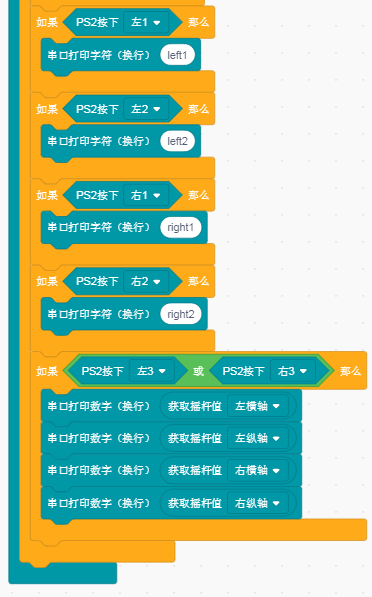 如果 PS2按下 左1 那么
串口打印字符（换行） left1
如果 PS2按下 左2 那么
串口打印字符（换行） left2
如果 PS2按下 右1 那么
串口打印字符（换行） right1
如果 PS2按下 右2 那么
串口打印字符（换行） right2
如果 PS2按下 左3 或 PS2按下 右3 那么
串口打印数字（换行） 获取摇杆值 左横轴
串口打印数字（换行） 获取摇杆值 左纵轴
串口打印数字（换行） 获取摇杆值 右横轴
串口打印数字（换行） 获取摇杆值 右纵轴